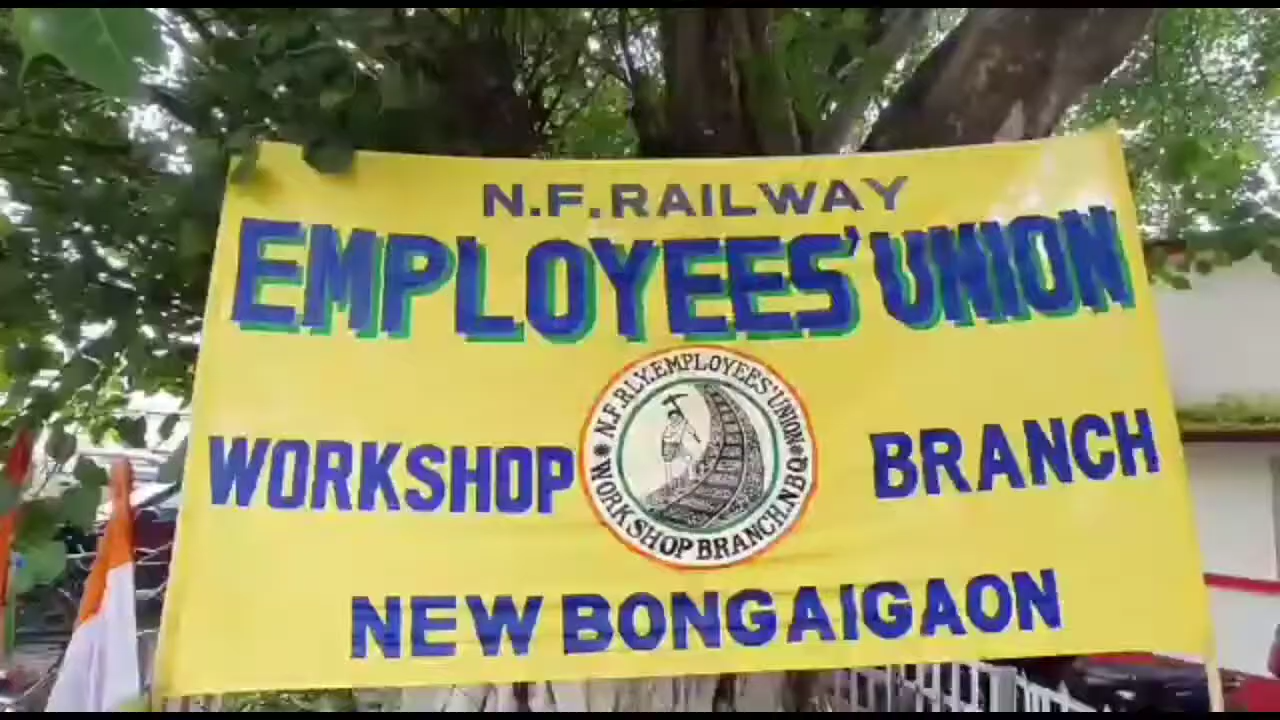 N.F.RAILWAY
EMPLOYEES' UNION
N.F.RLY.EMPLOYEES' UNION
WORKSHOP BRANCH
WORKSHOP BRANCH.NBQ
NEW BONGAIGAON